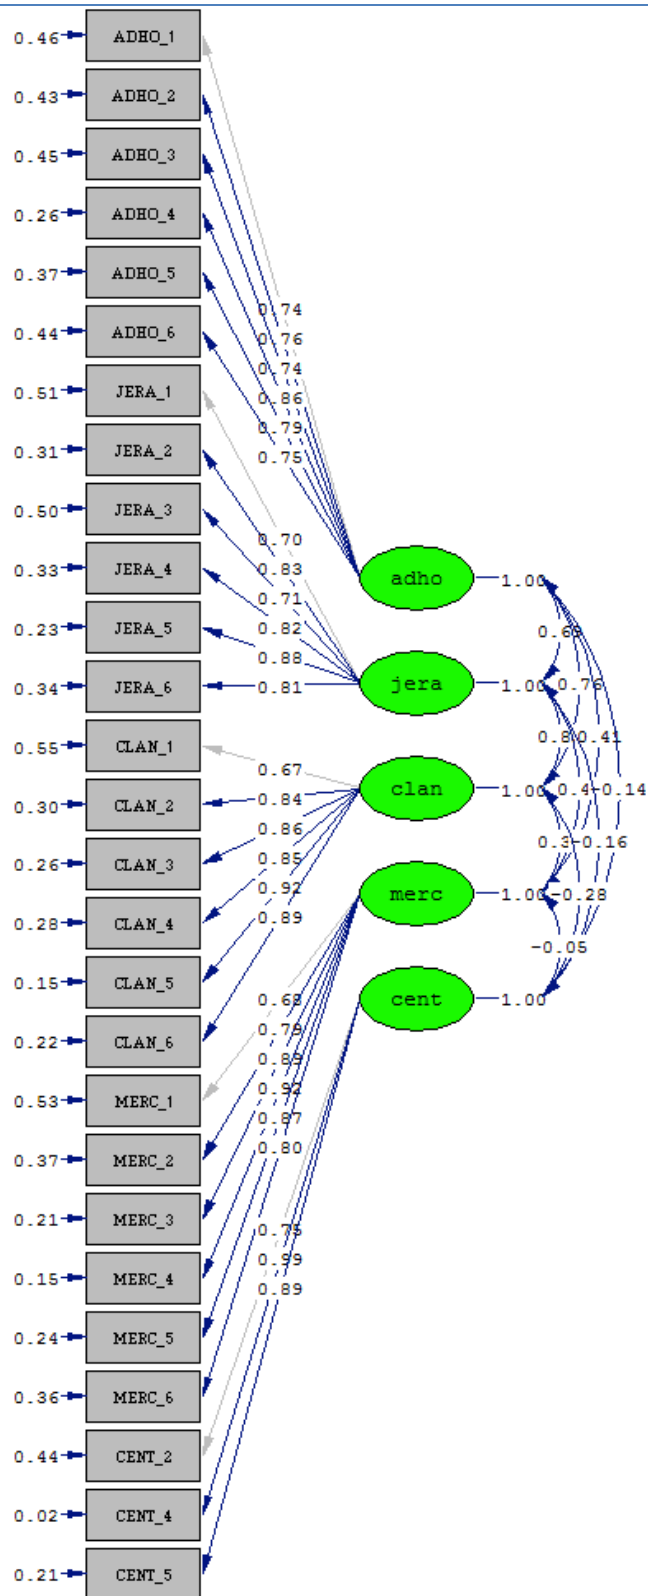 0.46 ADHO_1
0.43 ADHO_2
0.45 ADHO_3
0.26 ADHO_4
0.37 ADHO_5
0.44 ADHO_6
0.51 JERA_1
0.31 JERA_2
0.50 JERA_3
0.33 JERA_4
0.23 JERA_5
0.34 JERA_6
0.55 CLAN_1
0.30 CLAN_2
0.26 CLAN_3
0.28 CLAN_4
0.15 CLAN_5
0.22 CLAN_6
0.53 MERC_1
0.37 MERC_2
0.21 MERC_3
0.15 MERC_4
0.24 MERC_5
0.36 MERC_6
0.44 CENT_2
0.02 CENT_4
0.21 CENT_5
0.74
0.76
0.74
0.86
0.79
0.75
0.70
0.83
0.71
0.82
0.88
0.81
0.67
0.84
0.86
0.85
0.92
0.89
0.68
0.79
0.89
0.92
0.87
0.80
0.75
0.99
0.89
adho 1.00
jera 1.00
clan 1.00
merc 1.00
cent 1.00
0.76
0.41
-0.14
-0.16
-0.28
-0.05